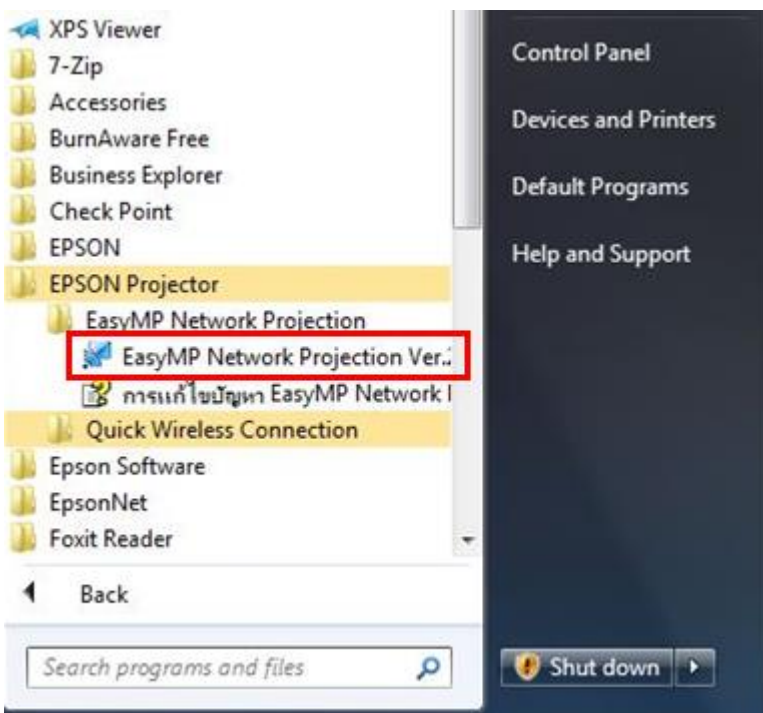 XPS Viewer
7-Zip
Accessories
BurnAware Free
Business Explorer
Check Point
EPSON
EPSON Projector
EasyMP Network Projection
EasyMP Network Projection Ver.
การแก้ไขปัญหา EasyMP Network
Quick Wireless Connection
Epson Software
EpsonNet
Foxit Reader
Back
Search programs and files
Control Panel
Devices and Printers
Default Programs
Help and Support
Shut down